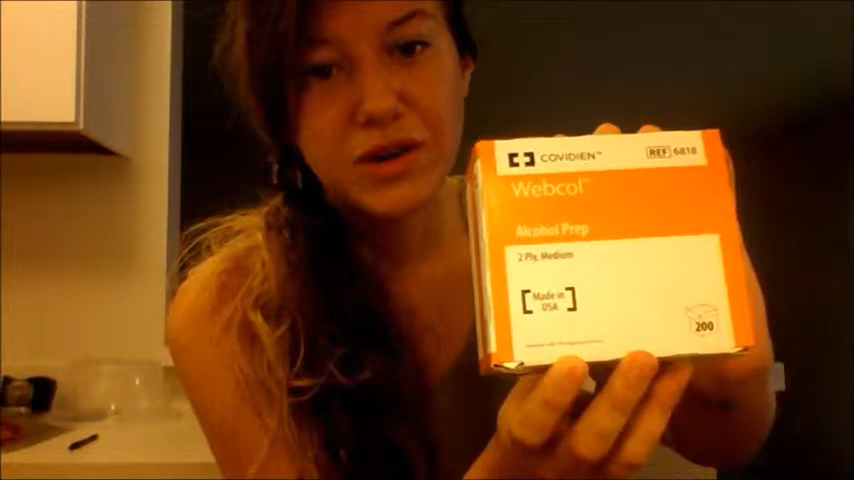 COVIDIEN™
REF 6818
Webcol™
Alcohol Prep
2 Ply, Medium
Made in
USA
200